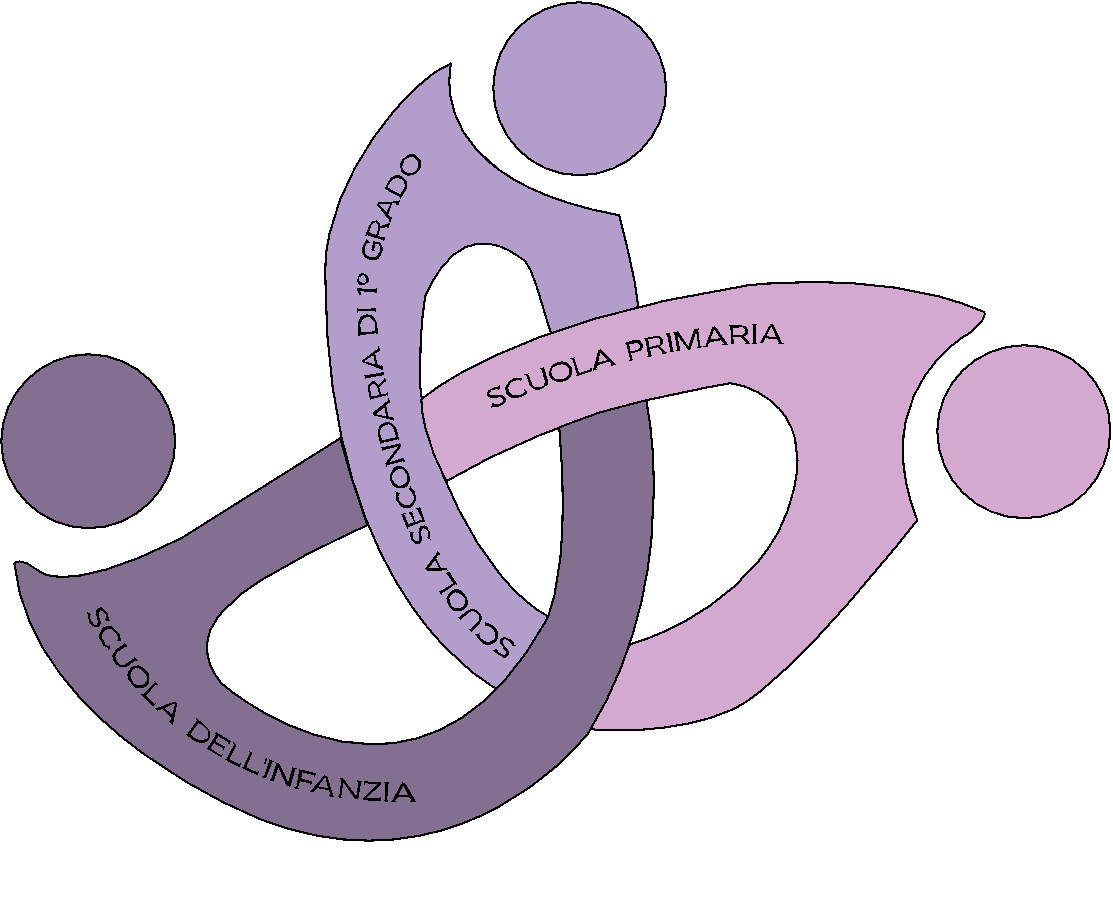 SCUOLA SECONDARIA DI 1° GRADO
SCUOLA PRIMARIA
SCUOLA DELL'INFANZIA